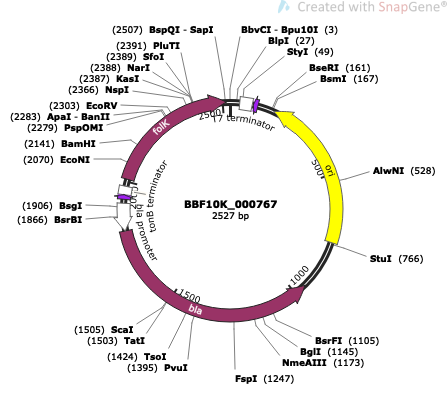 Created with SnapGene®
(2507) BspQI - SapI
(2391) PluTI
(2389) SfoI
(2388) NarI
(2387) KasI
(2366) NspI
(2303) EcoRV
(2283) ApaI - BanII
(2279) PspOMI
(2141) BamHI
(2070) EcoNI
(1906) BsgI
(1866) BsrBI
(1505) ScaI
(1503) TatI
(1424) TsoI
(1395) PvuI
FspI (1247)
BbvCI - Bpu10I (3)
BlpI (27)
StyI (49)
BseRI (161)
BsmI (167)
AlwNI (528)
StuI (766)
BsrFI (1105)
BglI (1145)
NmeAIII (1173)
BBF10K_000767
2527 bp
T7 terminator
ori
bla
bla promoter
tonB terminator
folK
500
1000
1500
2500